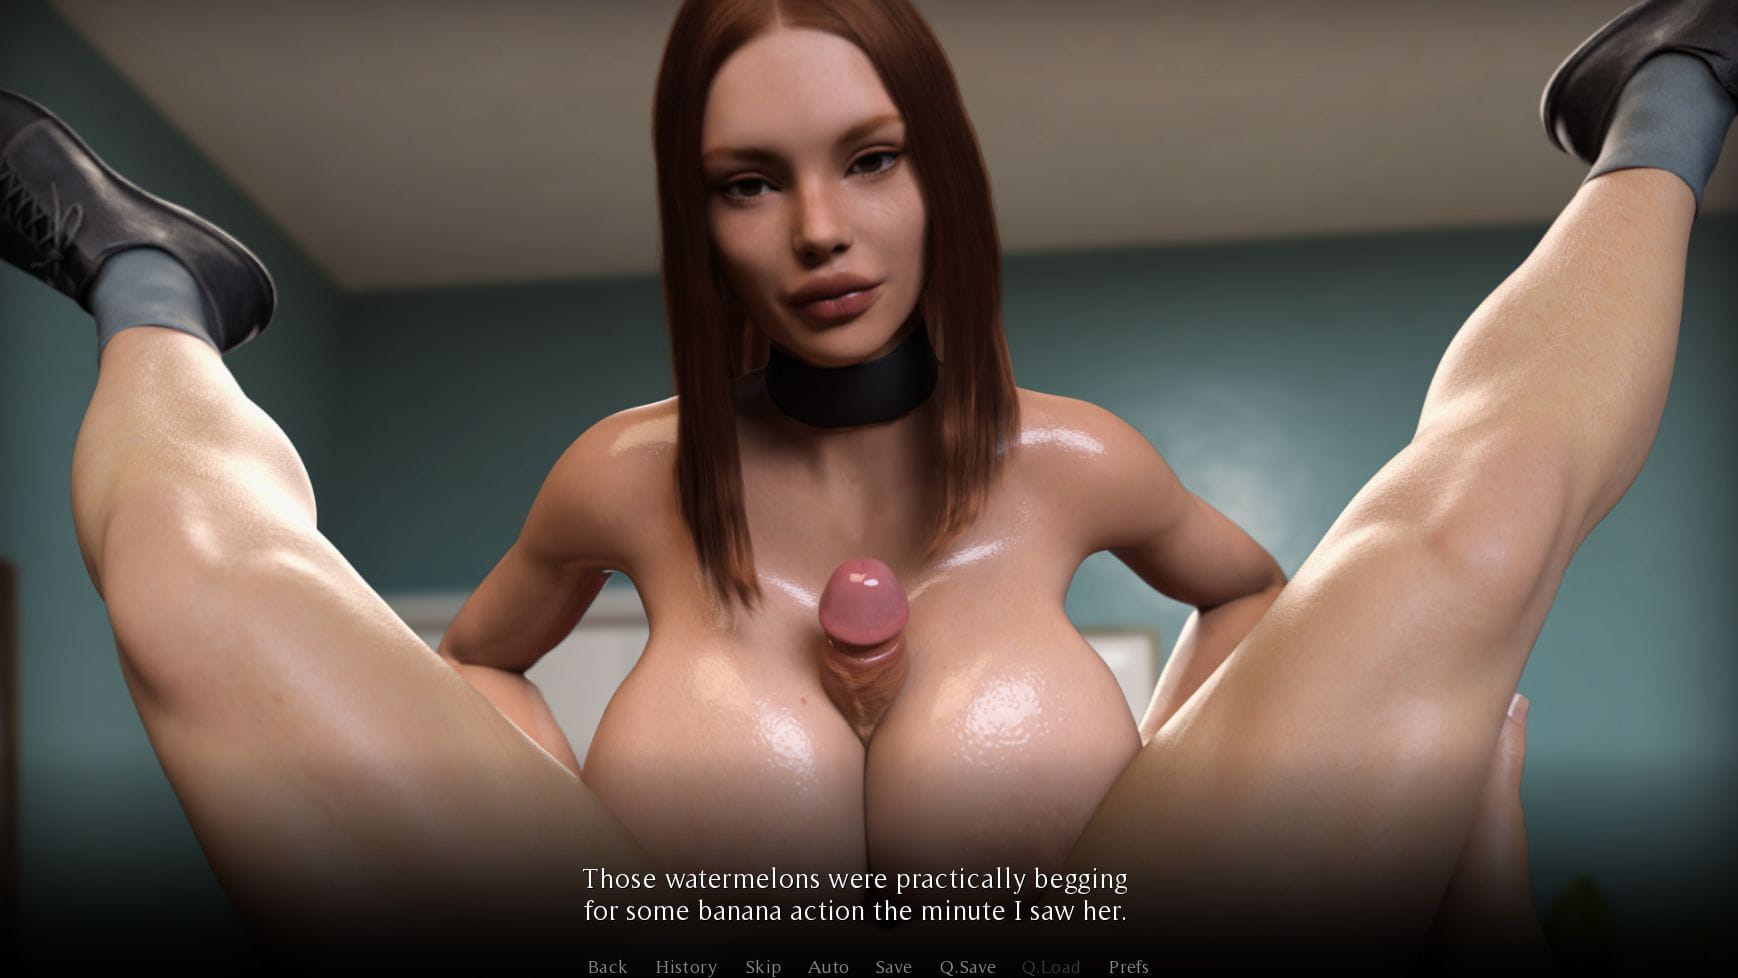 Those watermelons were practically begging
for some banana action the minute I saw her.
Back History Skip Auto Save Q.Save Q.Load Prefs